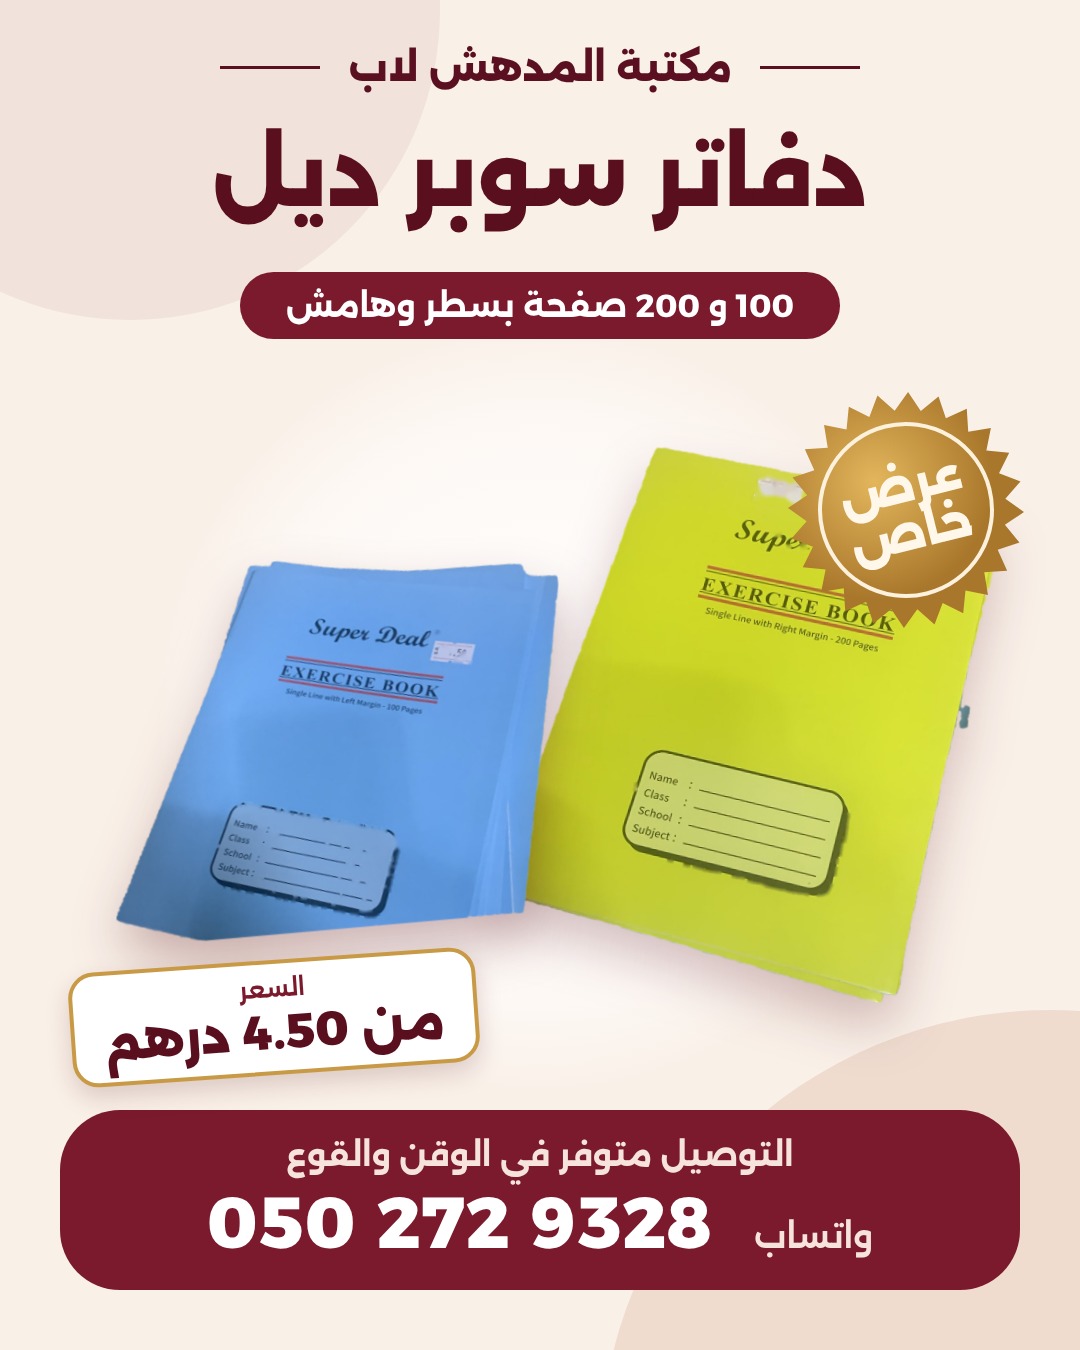 مكتبة المدهش لاب
دفاتر سوبر ديل
100 و 200 صفحة بسطر وهامش
عرض
خاص
Super
EXERCISE BOOK
Single Line with Right Margin - 200 Pages
Name :
Class :
School :
Subject :
Super Deal
EXERCISE BOOK
Single Line with Left Margin - 100 Pages
Name :
Class :
School :
Subject :
السعر
من 4.50 درهم
التوصيل متوفر في الوقن والقوع
واتساب 050 272 9328